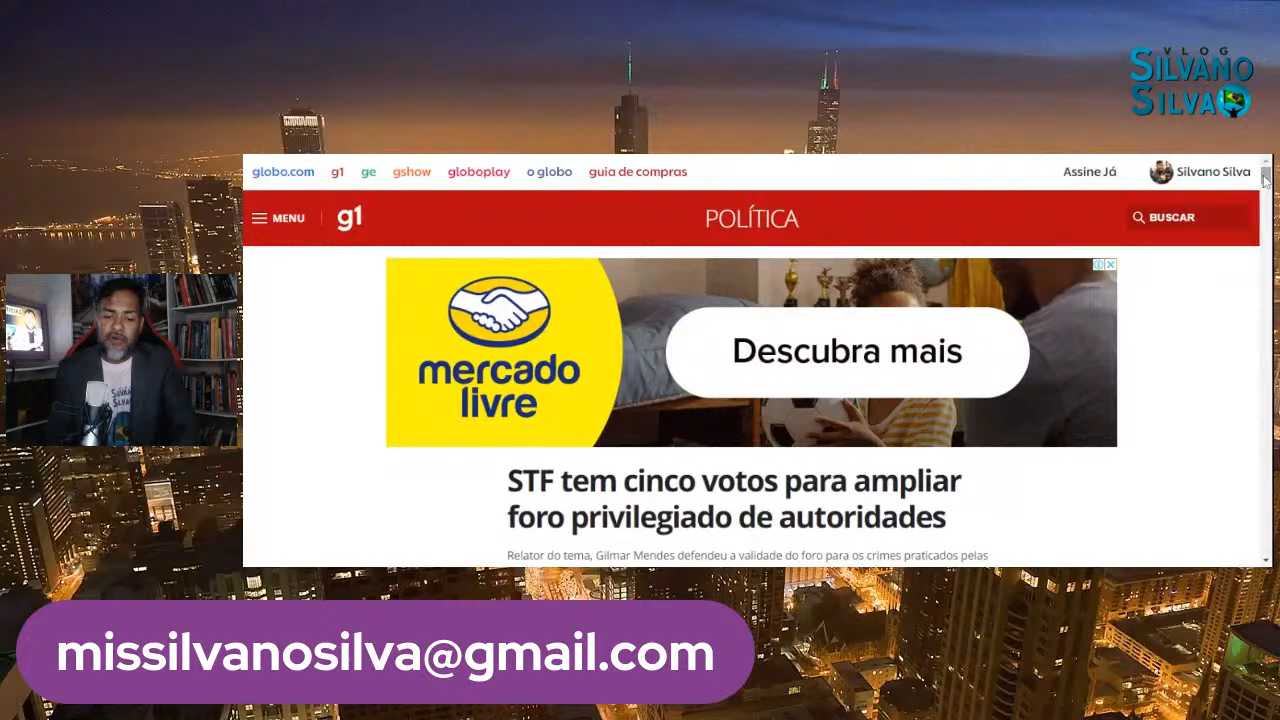 VLOG
SILVANO
SILVA
globo.com g1 ge gshow globoplay o globo guia de compras Assine Já Silvano Silva
MENU g1 POLÍTICA BUSCAR
mercado
livre
Descubra mais
STF tem cinco votos para ampliar
foro privilegiado de autoridades
Relator do tema, Gilmar Mendes defendeu a validade do foro para os crimes praticados pelas
SILVANO
SILVA
missilvanosilva@gmail.com